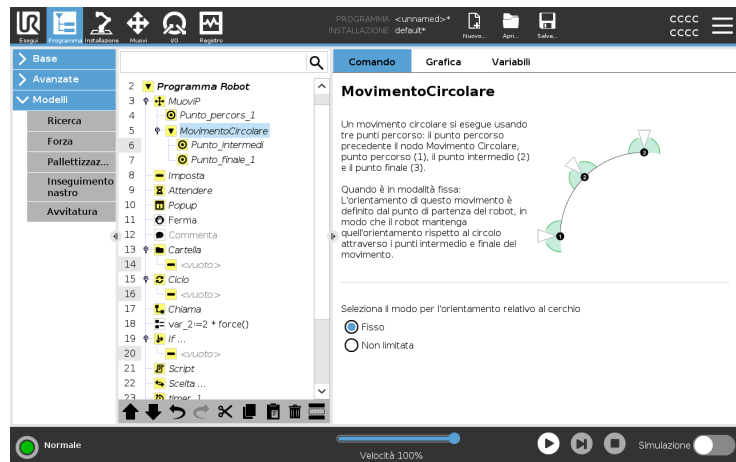 PROGRAMMA <unnamed>*
INSTALLAZIONE default*
cccc
cccc
UR
Esegui
Programma
Installazione
Muovi
I/O
Registro
Nuovo...
Apri...
Salva...
Base
Avanzate
Modelli
Ricerca
Forza
Pallettizzaz...
Inseguimento
nastro
Avvitatura
2 Programma Robot
3 MuoviP
4 Punto_percors_1
5 MovimentoCircolare
6 Punto_intermedi
7 Punto_finale_1
8 Imposta
9 Attendere
10 Popup
11 Ferma
12 Commenta
13 Cartella
14 <vuoto>
15 Ciclo
16 <vuoto>
17 Chiama
18 var_2:=2 * force()
19 If ...
20 <vuoto>
21 Script
22 Scelta ...
23 timer_1
Comando
Grafica
Variabili
MovimentoCircolare
Un movimento circolare si esegue usando
tre punti percorso: il punto percorso
precedente il nodo Movimento Circolare,
punto percorso (1), il punto intermedio (2)
e il punto finale (3).
Quando è in modalità fissa:
L'orientamento di questo movimento è
definito dal punto di partenza del robot, in
modo che il robot mantenga
quell'orientamento rispetto al circolo
attraverso i punti intermedio e finale del
movimento.
1
2
3
Seleziona il modo per l'orientamento relativo al cerchio
Fisso
Non limitata
Normale
Velocità 100%
Simulazione